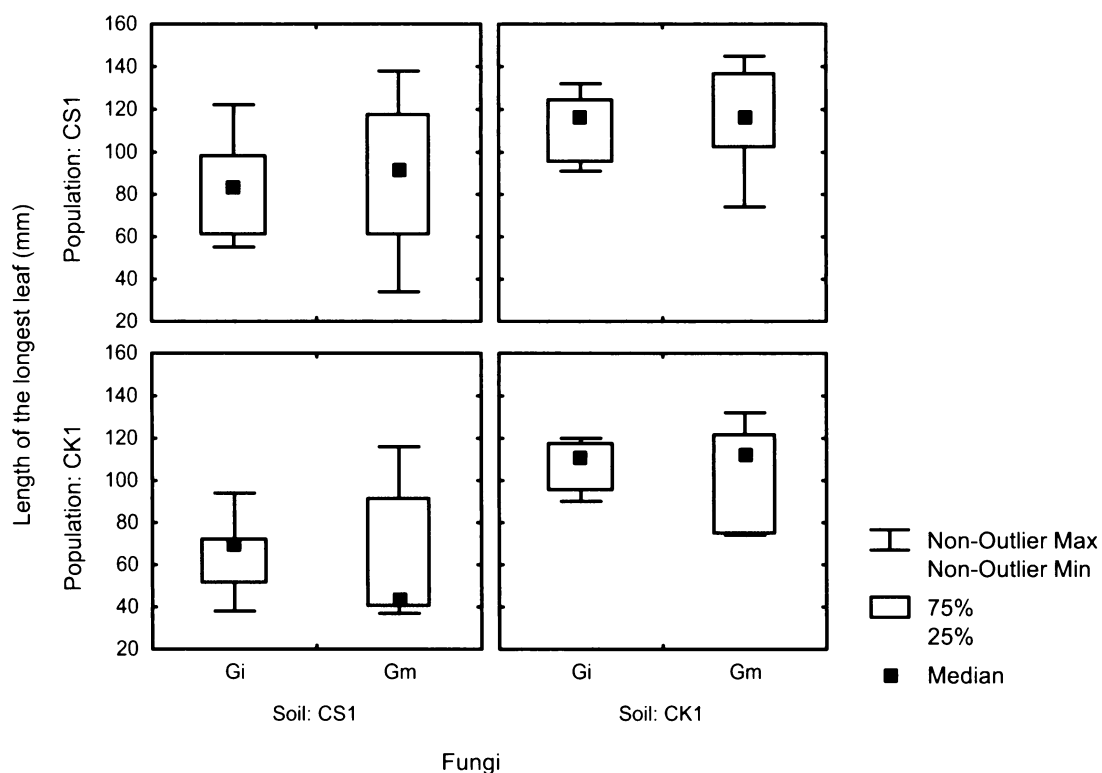 Length of the longest leaf (mm)
Population: CS1
160
140
120
100
80
60
40
20
Population: CK1
160
140
120
100
80
60
40
20
Gi
Gm
Gi
Gm
Soil: CS1
Soil: CK1
Fungi
Non-Outlier Max
Non-Outlier Min
75%
25%
Median